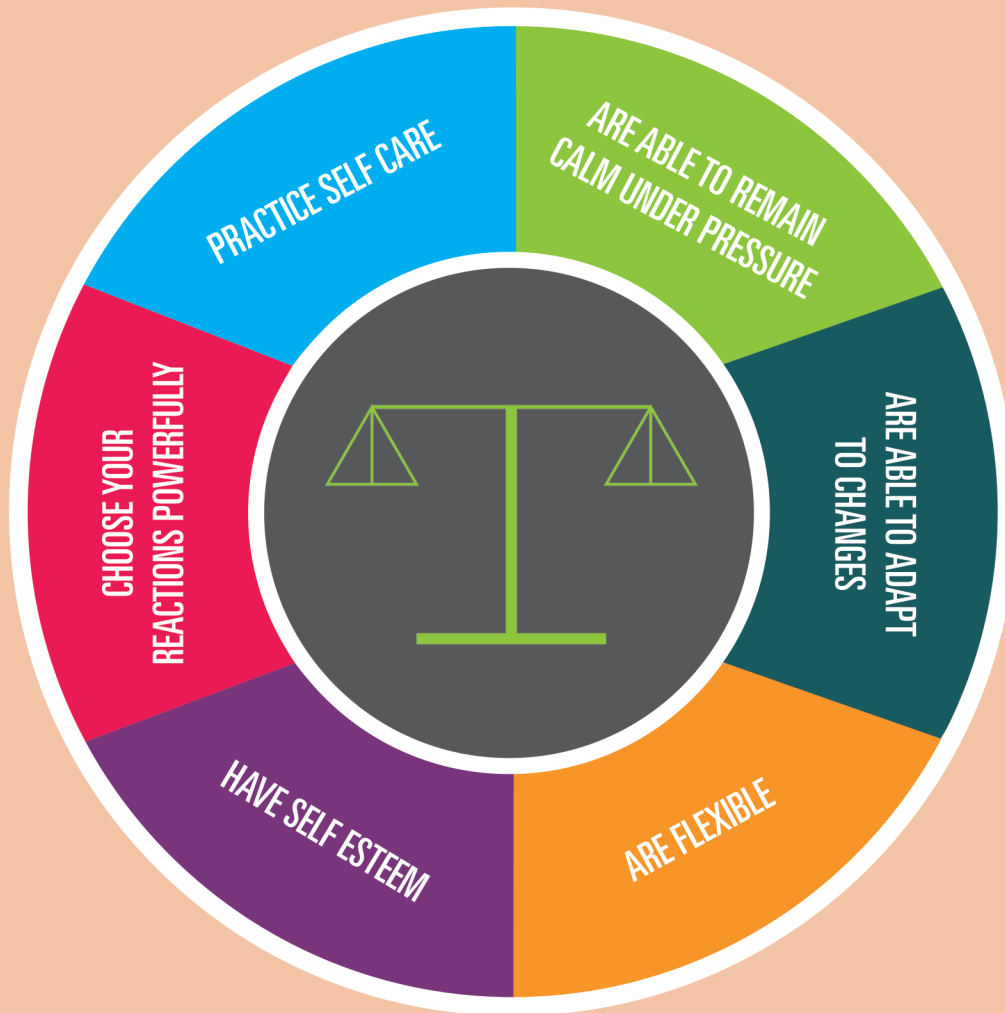 ARE ABLE TO REMAIN
CALM UNDER PRESSURE
ARE ABLE TO ADAPT
TO CHANGES
ARE FLEXIBLE
HAVE SELF ESTEEM
CHOOSE YOUR
REACTIONS POWERFULLY
PRACTICE SELF CARE